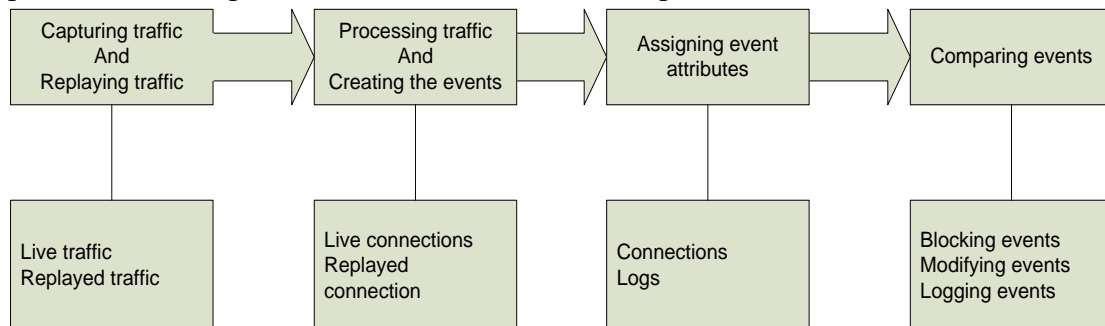 Capturing traffic
And
Replaying traffic
Processing traffic
And
Creating the events
Assigning event
attributes
Comparing events
Live traffic
Replayed traffic
Live connections
Replayed
connection
Connections
Logs
Blocking events
Modifying events
Logging events